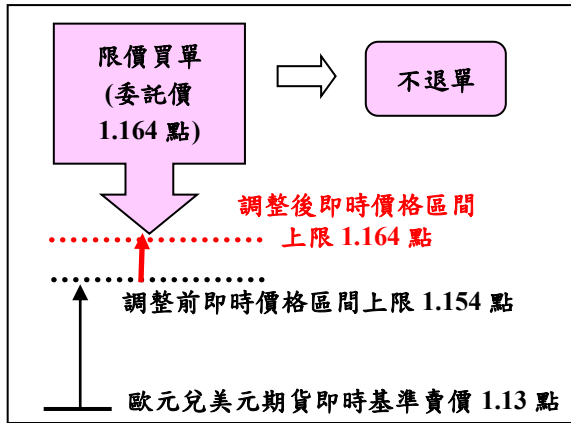 限價買單
(委託價
1.164 點)
不退單
調整後即時價格區間
上限 1.164 點
調整前即時價格區間上限 1.154 點
歐元兌美元期貨即時基準賣價 1.13 點